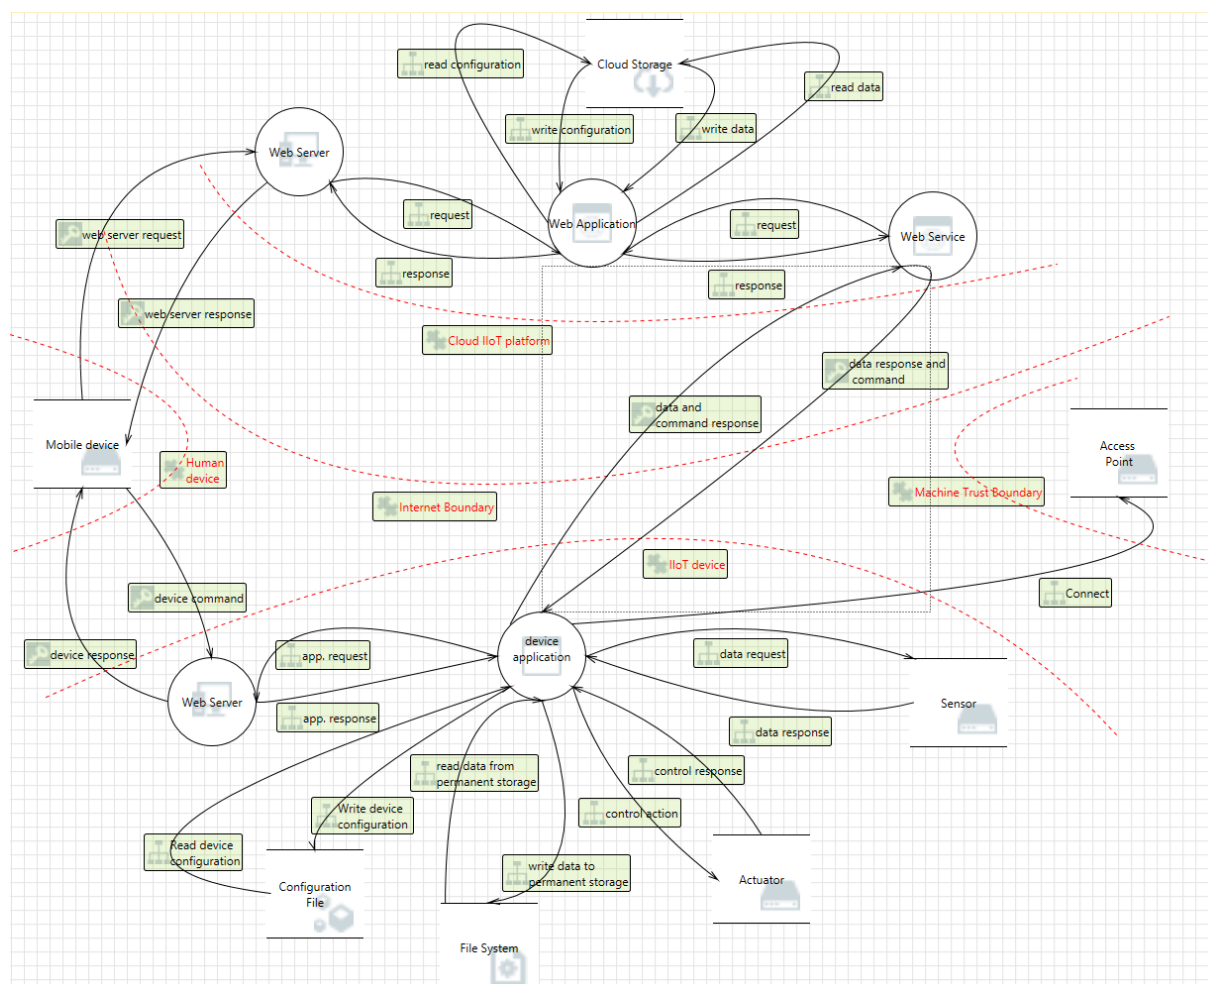 read configuration
Cloud Storage
read data
write configuration
write data
Web Server
request
Web Application
request
Web Service
web server request
response
response
web server response
Cloud IIoT platform
data response and
command
data and
command response
Mobile device
Human
device
Access
Point
Internet Boundary
Machine Trust Boundary
IIoT device
Connect
device command
device response
app. request
device
application
data request
Web Server
app. response
Sensor
data response
read data from
permanent storage
control response
Write device
configuration
control action
Read device
configuration
write data to
permanent storage
Configuration
File
Actuator
File System